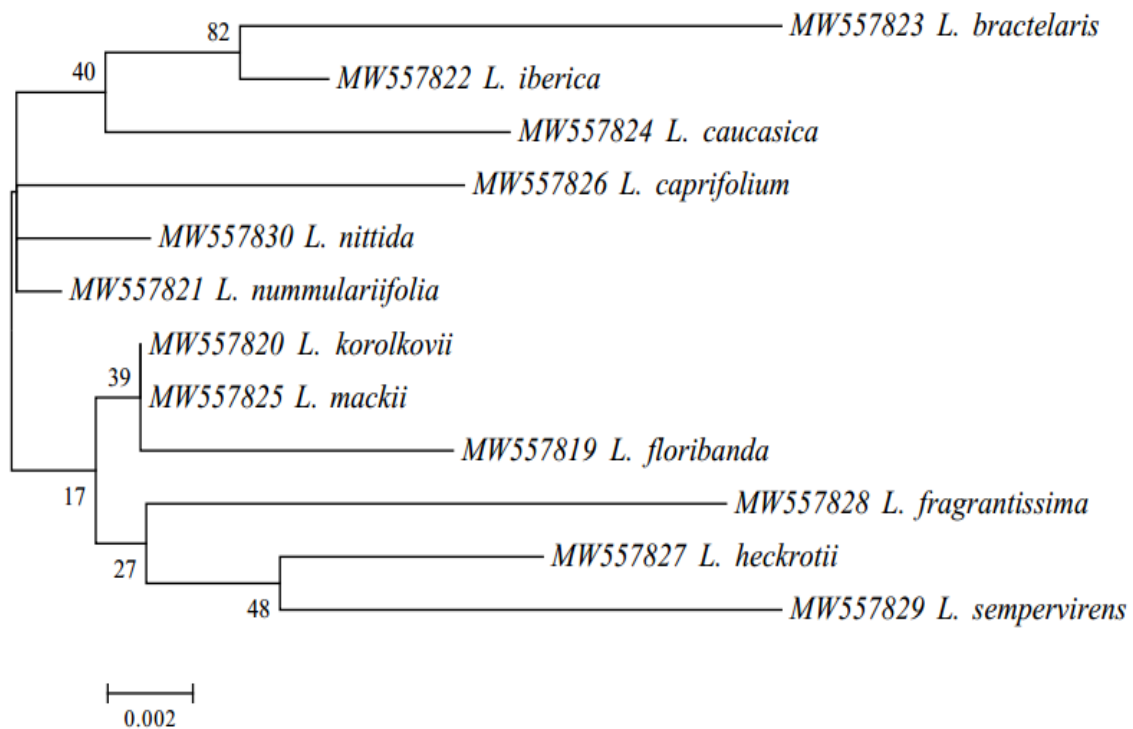 82
MW557823 L. bractelaris
40
MW557822 L. iberica
MW557824 L. caucasica
MW557826 L. caprifolium
MW557830 L. nittida
MW557821 L. nummulariifolia
MW557820 L. korolkovii
39
MW557825 L. mackii
MW557819 L. floribanda
17
MW557828 L. fragrantissima
27
MW557827 L. heckrotii
48
MW557829 L. sempervirens
0.002